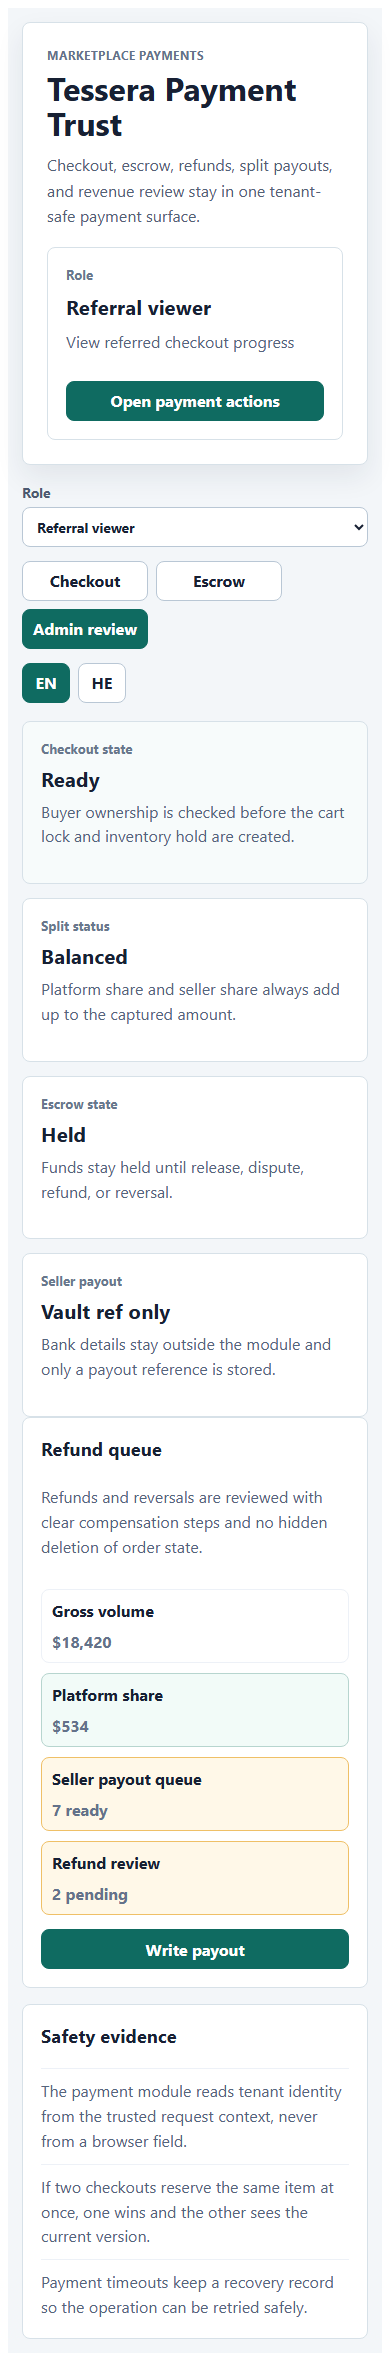 MARKETPLACE PAYMENTS
Tessera Payment
Trust
Checkout, escrow, refunds, split payouts,
and revenue review stay in one tenant-
safe payment surface.
Role
Referral viewer
View referred checkout progress
Open payment actions
Role
Referral viewer
Checkout
Escrow
Admin review
EN
HE
Checkout state
Ready
Buyer ownership is checked before the cart
lock and inventory hold are created.
Split status
Balanced
Platform share and seller share always add
up to the captured amount.
Escrow state
Held
Funds stay held until release, dispute,
refund, or reversal.
Seller payout
Vault ref only
Bank details stay outside the module and
only a payout reference is stored.
Refund queue
Refunds and reversals are reviewed with
clear compensation steps and no hidden
deletion of order state.
Gross volume
$18,420
Platform share
$534
Seller payout queue
7 ready
Refund review
2 pending
Write payout
Safety evidence
The payment module reads tenant identity
from the trusted request context, never
from a browser field.
If two checkouts reserve the same item at
once, one wins and the other sees the
current version.
Payment timeouts keep a recovery record
so the operation can be retried safely.